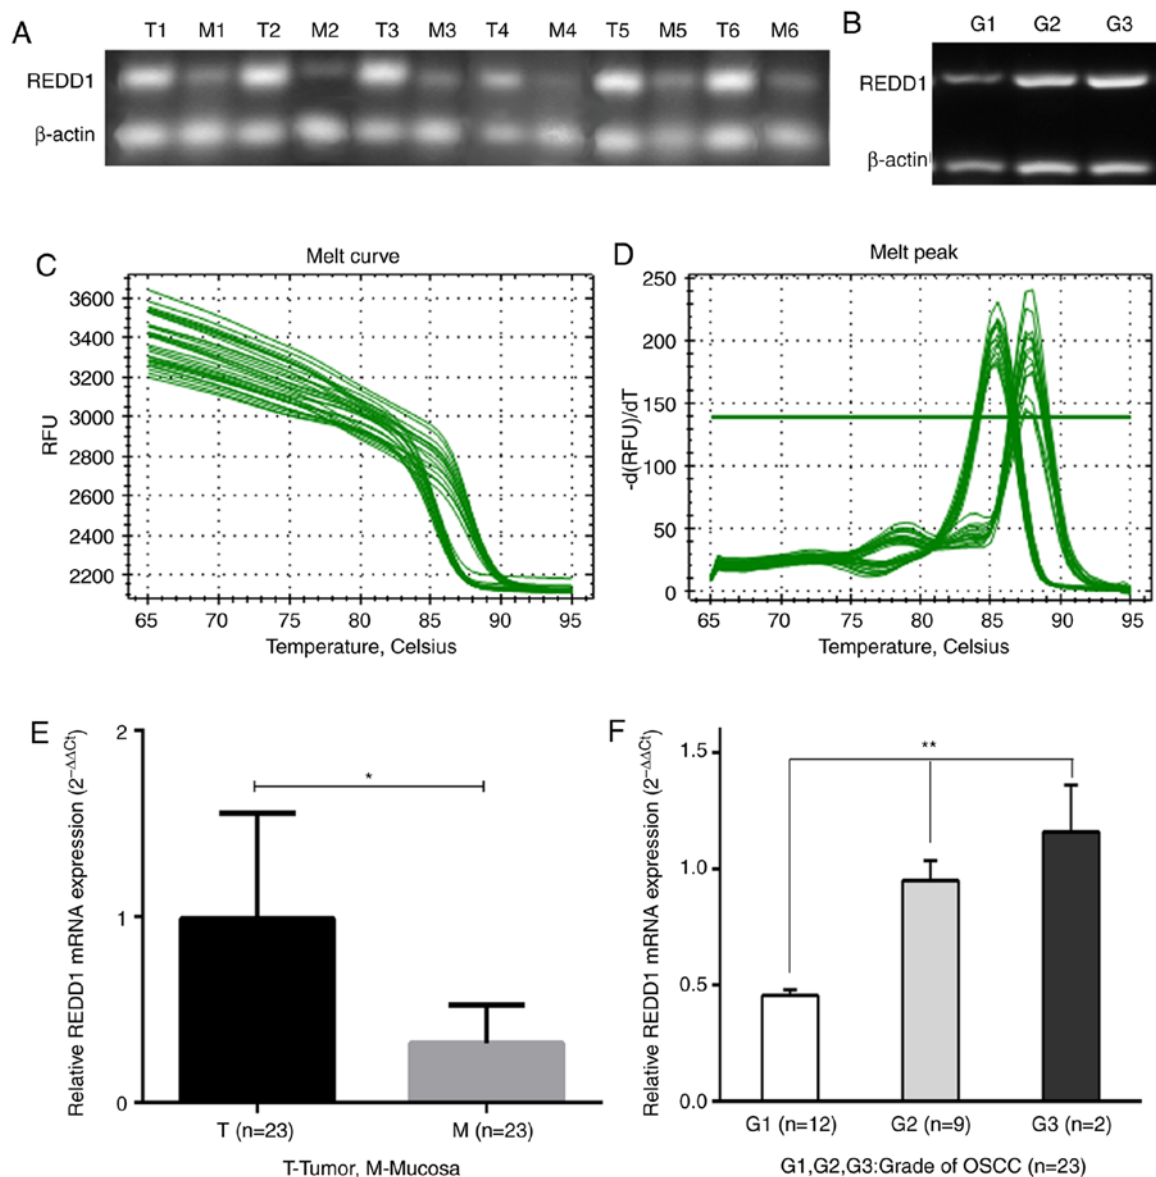 A
T1 M1 T2 M2 T3 M3 T4 M4 T5 M5 T6 M6
REDD1
β-actin
B
G1 G2 G3
REDD1
β-actin
C
Melt curve
3600
3400
3200
3000
2800
2600
2400
2200
RFU
65 70 75 80 85 90 95
Temperature, Celsius
D
Melt peak
250
200
150
100
50
0
-d(RFU)/dT
65 70 75 80 85 90 95
Temperature, Celsius
E
Relative REDD1 mRNA expression (2^−ΔΔCt)
2
1
0
*
T (n=23) M (n=23)
T-Tumor, M-Mucosa
F
Relative REDD1 mRNA expression (2^−ΔΔCt)
1.5
1.0
0.5
0.0
**
G1 (n=12) G2 (n=9) G3 (n=2)
G1,G2,G3:Grade of OSCC (n=23)